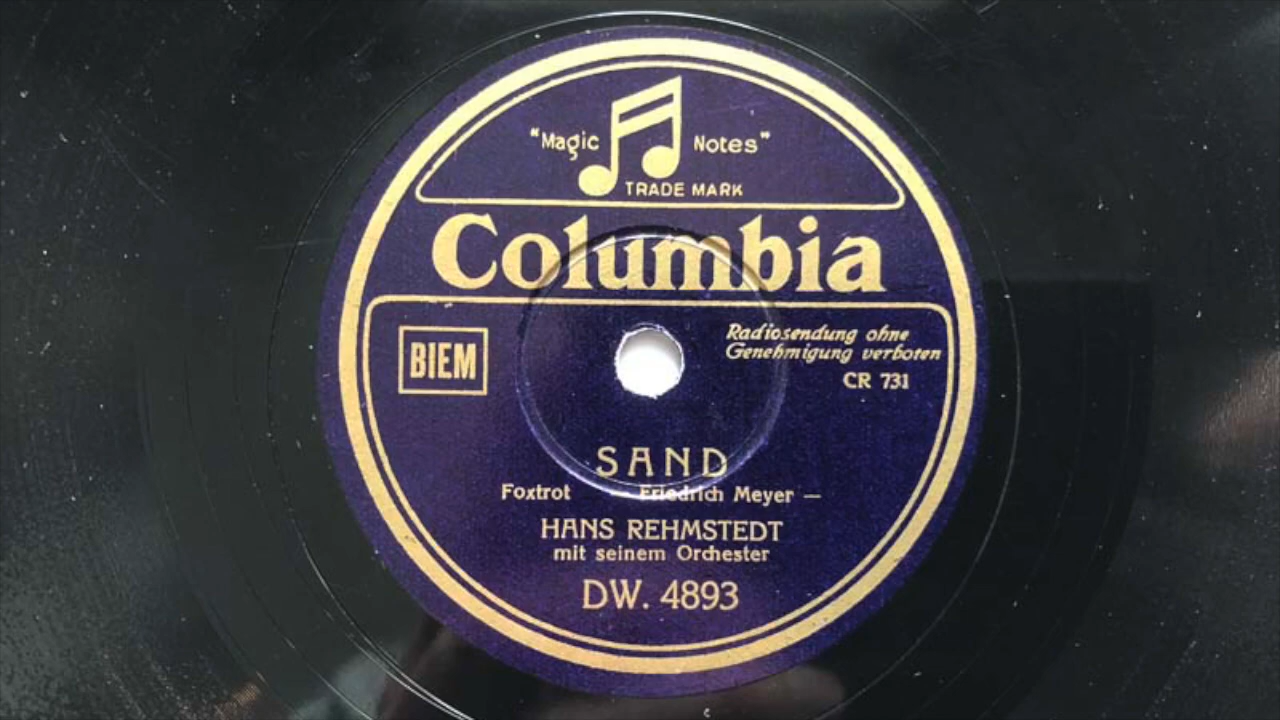 "Magic Notes"
TRADE MARK
Columbia
BIEM
Radiosendung ohne
Genehmigung verboten
CR 731
SAND
Foxtrot — Friedrich Meyer —
HANS REHMSTEDT
mit seinem Orchester
DW. 4893